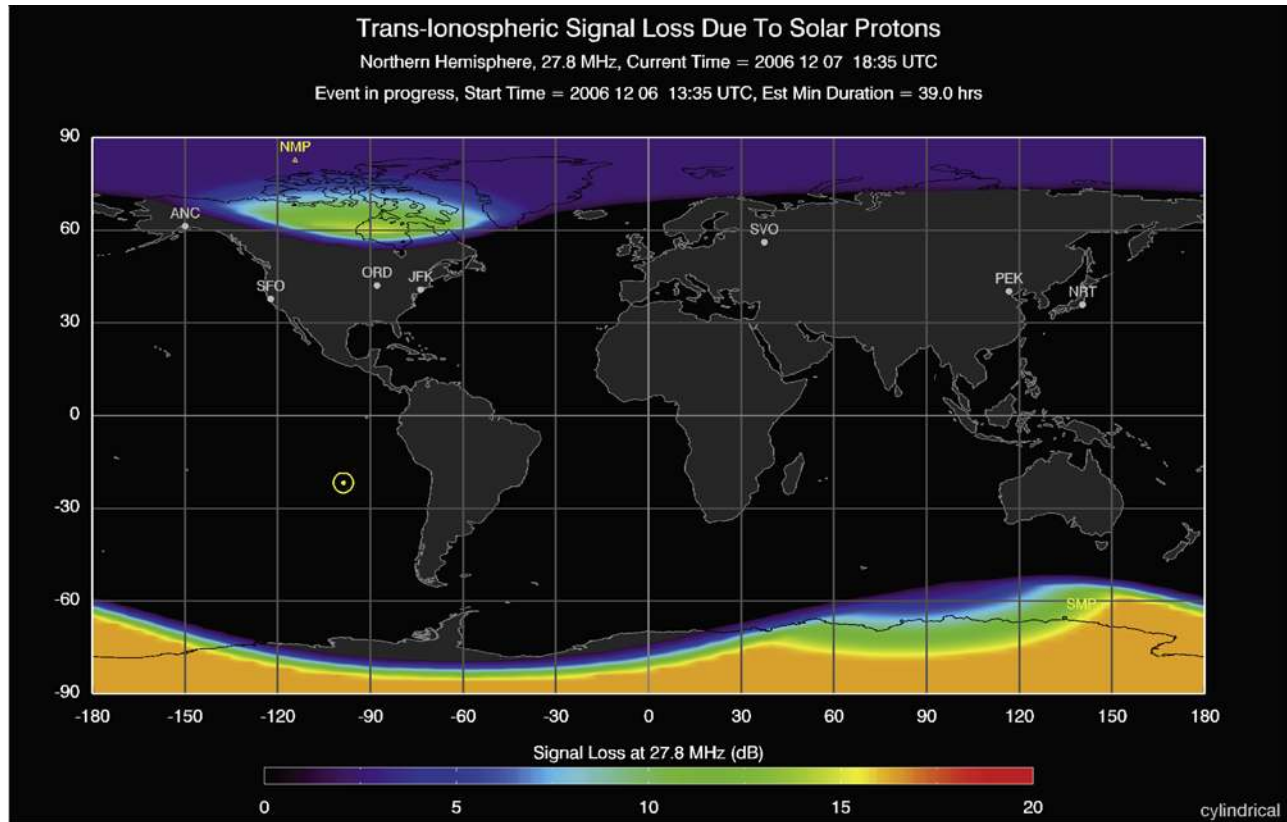 Trans-Ionospheric Signal Loss Due To Solar Protons
Northern Hemisphere, 27.8 MHz, Current Time = 2006 12 07 18:35 UTC
Event in progress, Start Time = 2006 12 06 13:35 UTC, Est Min Duration = 39.0 hrs
90
NMP
60
ANC
SVO
ORD
JFK
SFO
PEK
NRT
30
0
-30
-60
SMP
-90
-180 -150 -120 -90 -60 -30 0 30 60 90 120 150 180
Signal Loss at 27.8 MHz (dB)
0 5 10 15 20
cylindrical